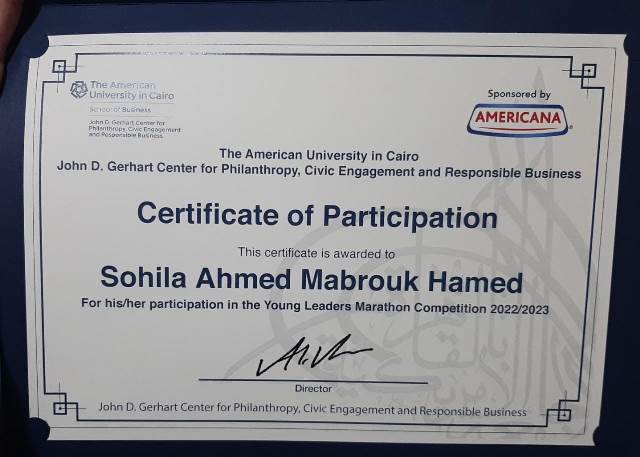 The American
University in Cairo
School of Business
John D. Gerhart Center for
Philanthropy, Civic Engagement
and Responsible Business
Sponsored by
AMERICANA
The American University in Cairo
John D. Gerhart Center for Philanthropy, Civic Engagement and Responsible Business
Certificate of Participation
This certificate is awarded to
Sohila Ahmed Mabrouk Hamed
For his/her participation in the Young Leaders Marathon Competition 2022/2023
Director
John D. Gerhart Center for Philanthropy, Civic Engagement and Responsible Business